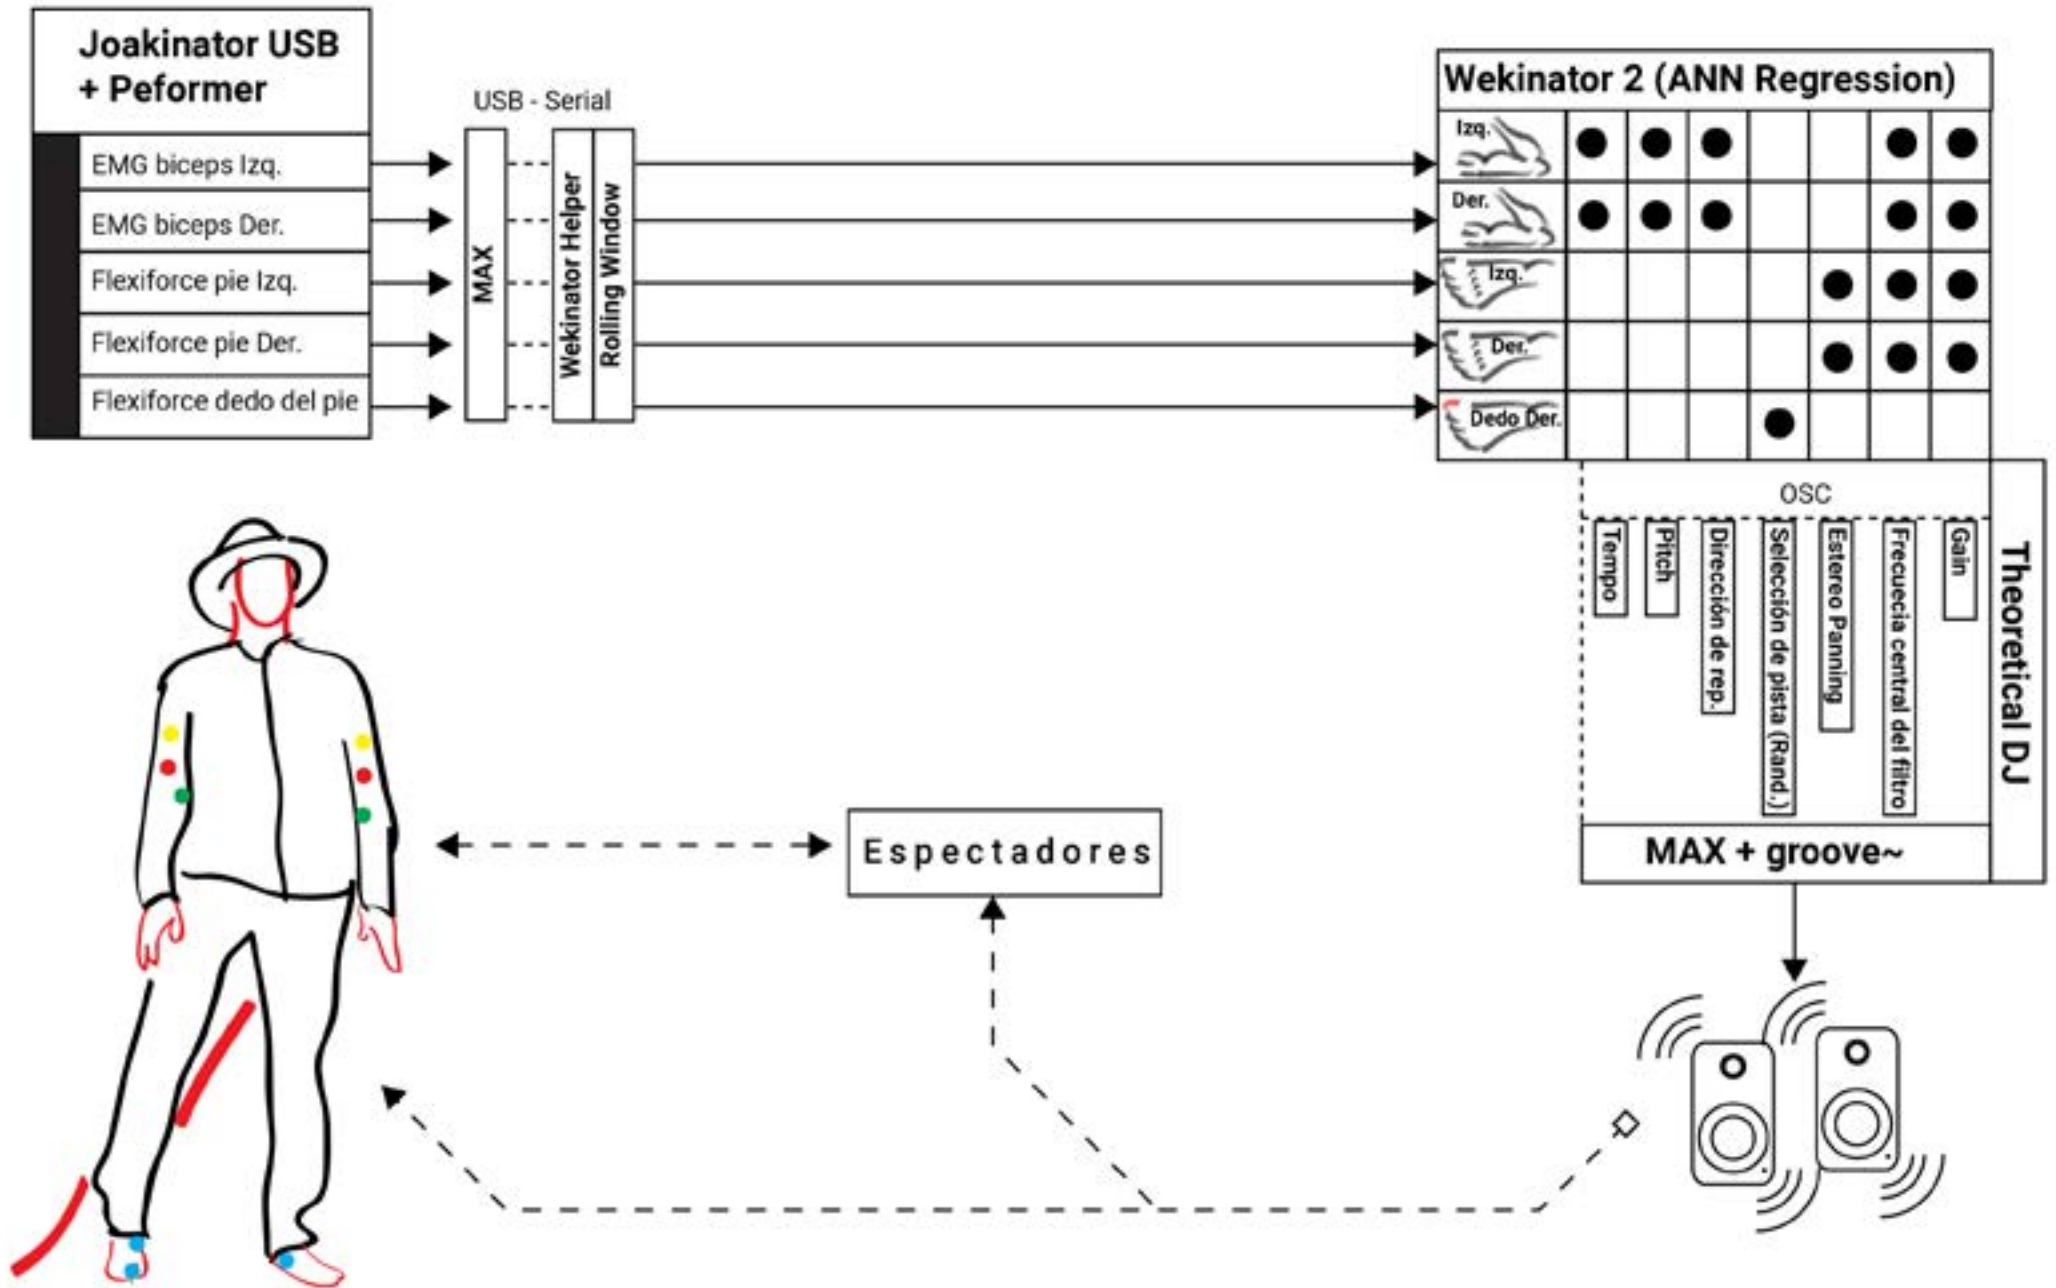 Joakinator USB
+ Peformer
EMG biceps Izq.
EMG biceps Der.
Flexiforce pie Izq.
Flexiforce pie Der.
Flexiforce dedo del pie
USB - Serial
MAX
Wekinator Helper
Rolling Window
Wekinator 2 (ANN Regression)
Izq.
Der.
Izq.
Der.
Dedo Der.
OSC
Tempo
Pitch
Dirección de rep.
Selección de pista (Rand.)
Estereo Panning
Frecuecia central del filtro
Gain
Theoretical DJ
MAX + groove~
Espectadores